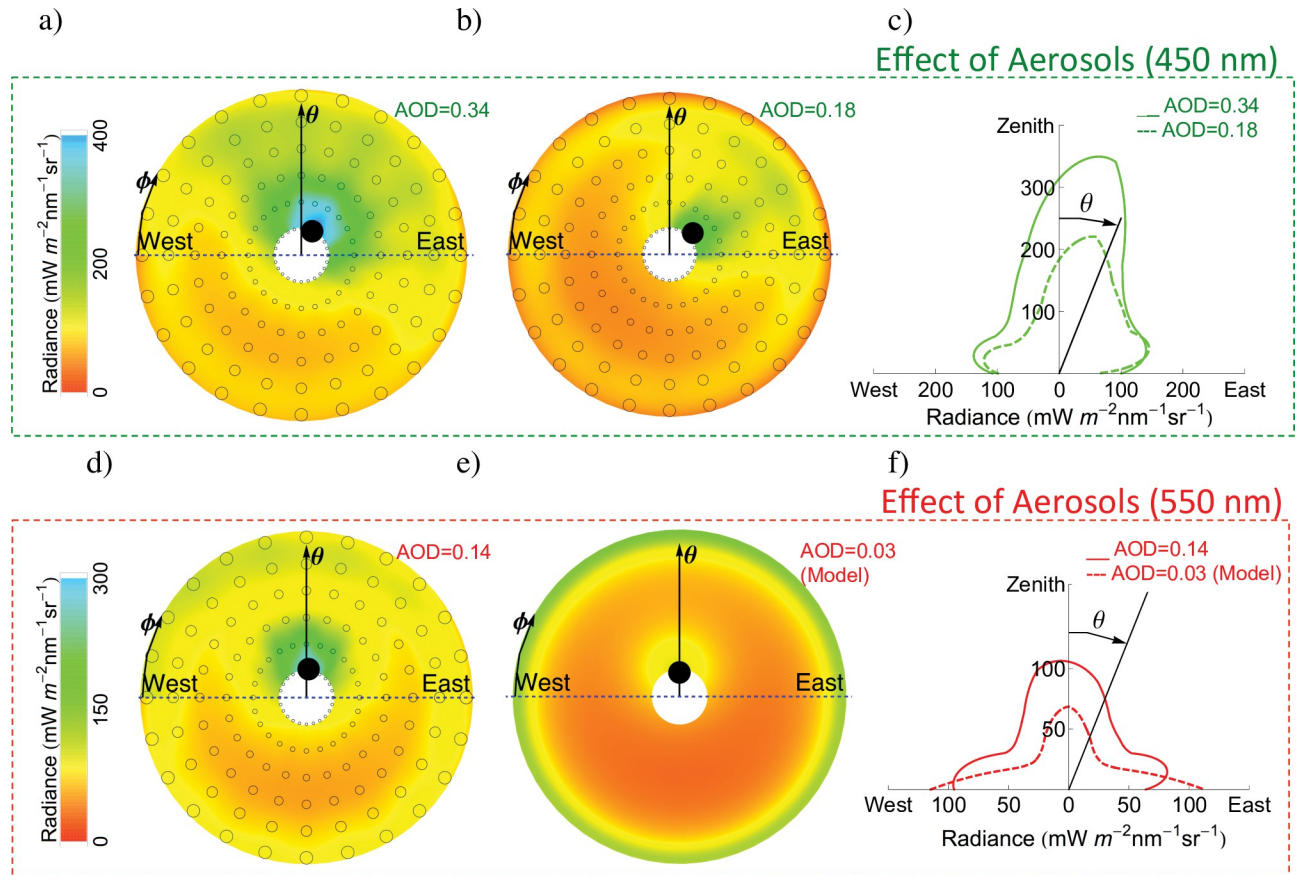 a)
b)
c)
Effect of Aerosols (450 nm)
Radiance (mW m−2nm−1sr−1)
400
200
0
θ
AOD=0.34
ϕ
West
East
θ
AOD=0.18
ϕ
West
East
AOD=0.34
AOD=0.18
Zenith
300
200
100
θ
West 200 100 0 100 200 East
Radiance (mW m−2nm−1sr−1)
d)
e)
f)
Effect of Aerosols (550 nm)
Radiance (mW m−2nm−1sr−1)
300
150
0
θ
AOD=0.14
ϕ
West
East
θ
AOD=0.03
(Model)
ϕ
West
East
AOD=0.14
AOD=0.03 (Model)
Zenith
θ
100
50
West 100 50 0 50 100 East
Radiance (mW m−2nm−1sr−1)